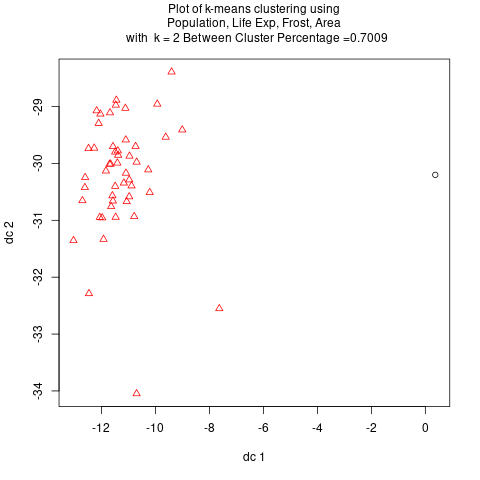 Plot of k-means clustering using
Population, Life Exp, Frost, Area
with k = 2 Between Cluster Percentage =0.7009
-29
-30
-31
-32
-33
-34
dc 2
-12
-10
-8
-6
-4
-2
0
dc 1